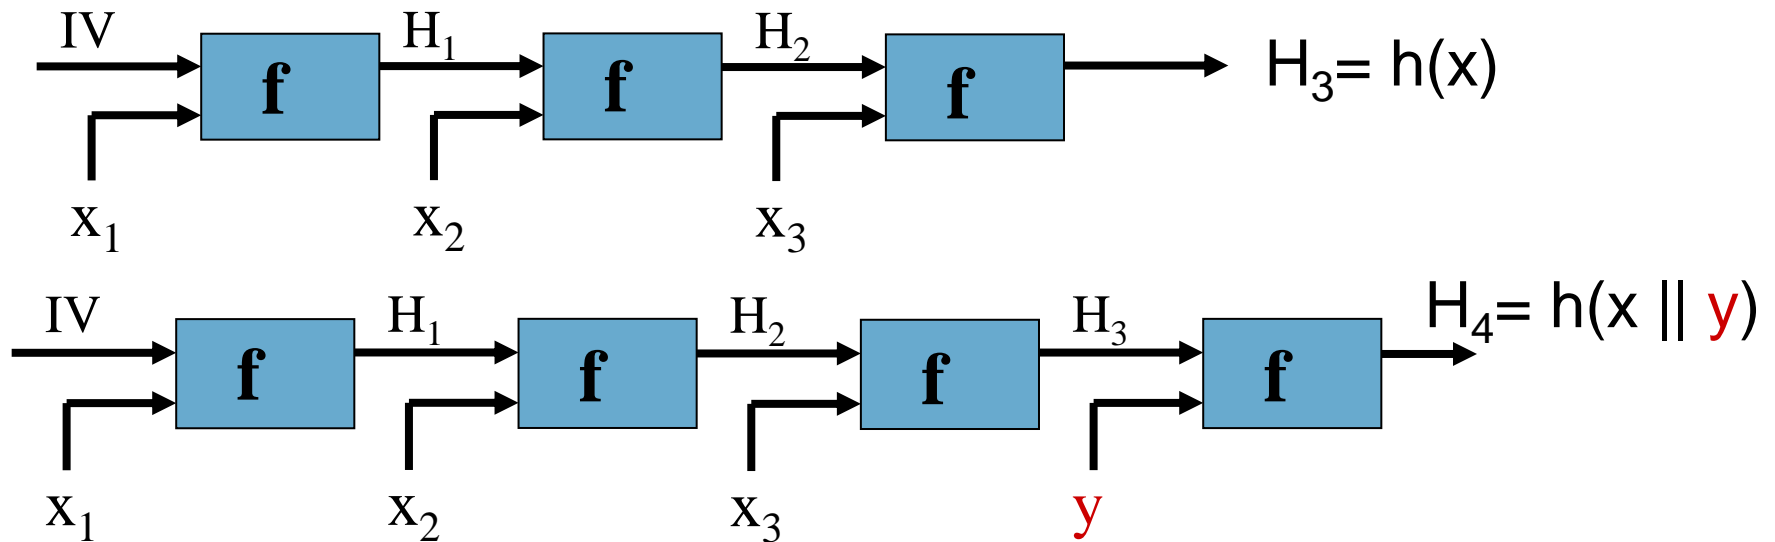 IV H₁ H₂
f f f H₃= h(x)
x₁ x₂ x₃
IV H₁ H₂ H₃ H₄= h(x || y)
f f f f
x₁ x₂ x₃ y